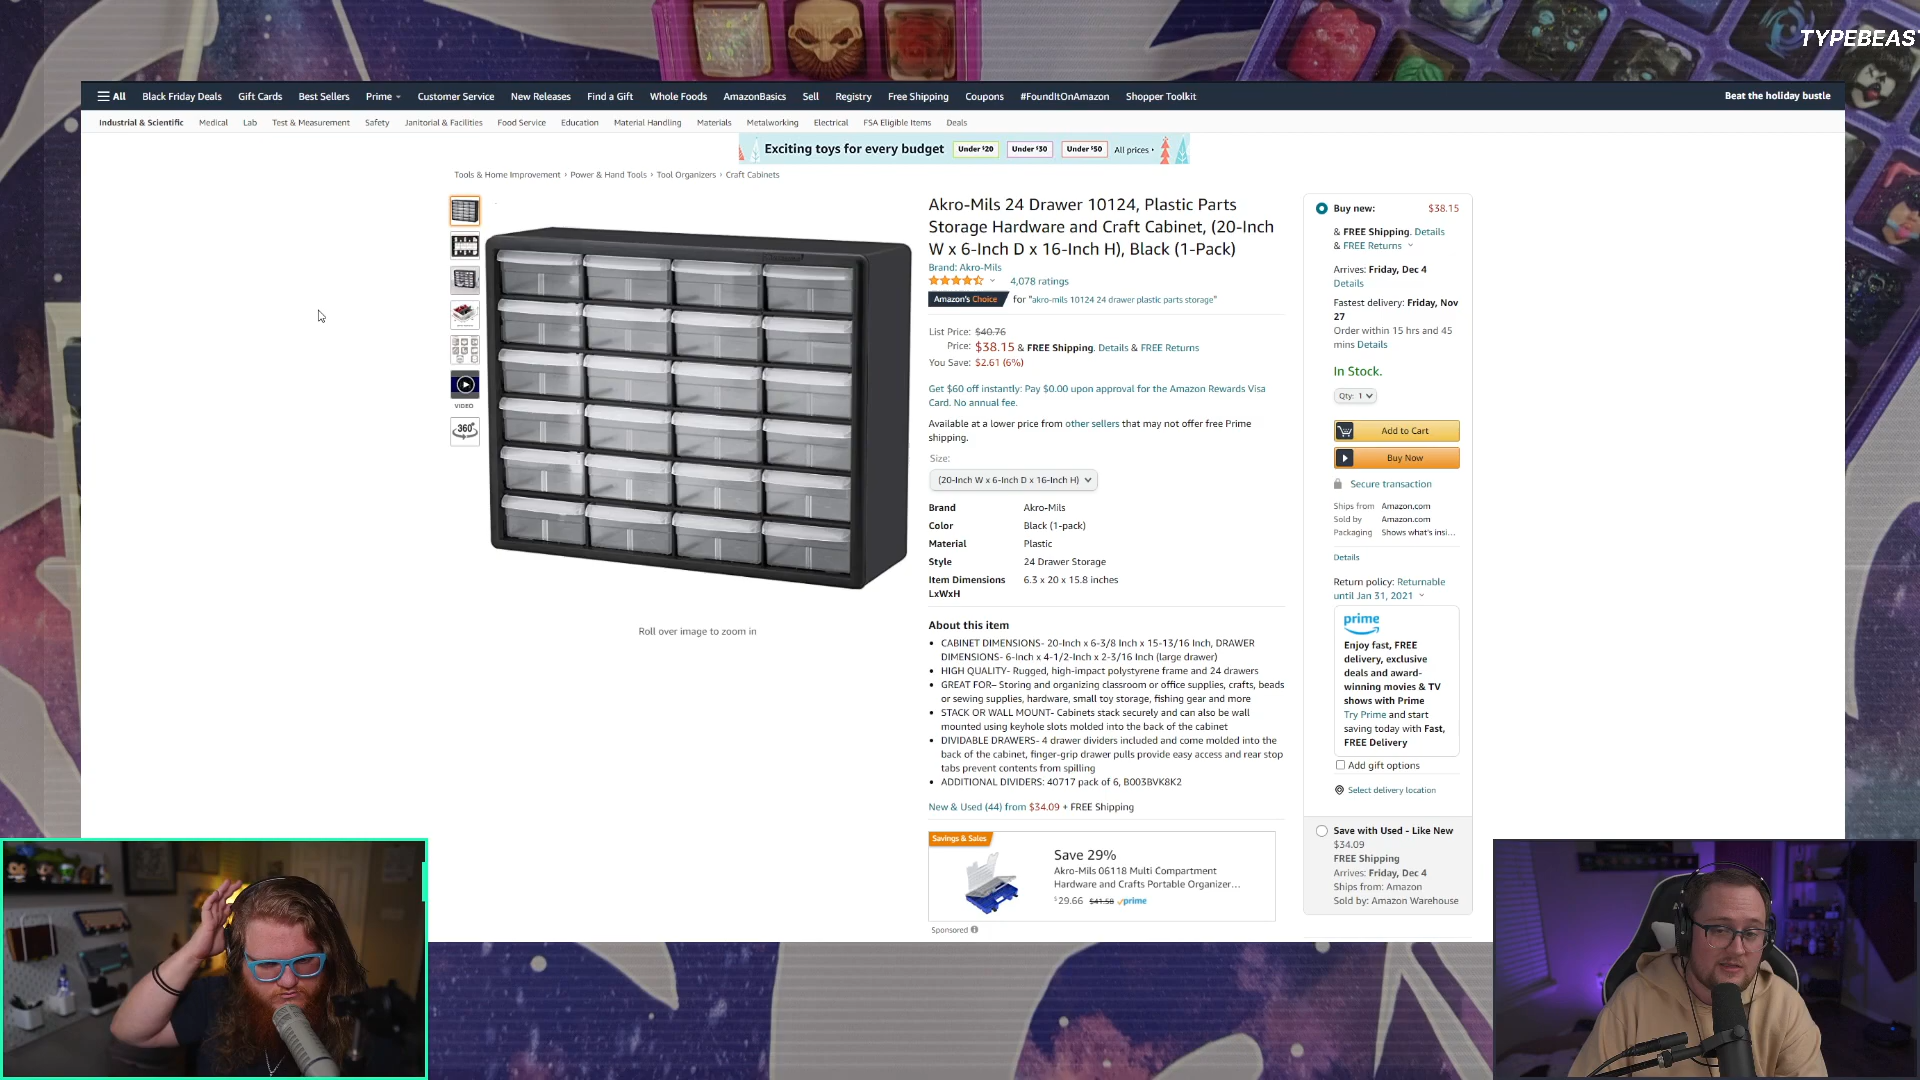 TYPEBEAST
All Black Friday Deals Gift Cards Best Sellers Prime Customer Service New Releases Find a Gift Whole Foods AmazonBasics Sell Registry Free Shipping Coupons #FoundItOnAmazon Shopper Toolkit Beat the holiday bustle
Industrial & Scientific Medical Lab Test & Measurement Safety Janitorial & Facilities Food Service Education Material Handling Materials Metalworking Electrical FSA Eligible Items Deals
Exciting toys for every budget Under $20 Under $30 Under $50 All prices ›
Tools & Home Improvement › Power & Hand Tools › Tool Organizers › Craft Cabinets
VIDEO
360°
Roll over image to zoom in
Akro-Mils 24 Drawer 10124, Plastic Parts
Storage Hardware and Craft Cabinet, (20-Inch
W x 6-Inch D x 16-Inch H), Black (1-Pack)
Brand: Akro-Mils
4,078 ratings
Amazon's Choice for "akro-mils 10124 24 drawer plastic parts storage"
List Price: $40.76
Price: $38.15 & FREE Shipping. Details & FREE Returns
You Save: $2.61 (6%)
Get $60 off instantly: Pay $0.00 upon approval for the Amazon Rewards Visa
Card. No annual fee.
Available at a lower price from other sellers that may not offer free Prime
shipping.
Size:
(20-Inch W x 6-Inch D x 16-Inch H)
Brand Akro-Mils
Color Black (1-pack)
Material Plastic
Style 24 Drawer Storage
Item Dimensions 6.3 x 20 x 15.8 inches
LxWxH
About this item
• CABINET DIMENSIONS- 20-Inch x 6-3/8 Inch x 15-13/16 Inch, DRAWER
DIMENSIONS- 6-Inch x 4-1/2-Inch x 2-3/16 Inch (large drawer)
• HIGH QUALITY- Rugged, high-impact polystyrene frame and 24 drawers
• GREAT FOR– Storing and organizing classroom or office supplies, crafts, beads
or sewing supplies, hardware, small toy storage, fishing gear and more
• STACK OR WALL MOUNT- Cabinets stack securely and can also be wall
mounted using keyhole slots molded into the back of the cabinet
• DIVIDABLE DRAWERS- 4 drawer dividers included and come molded into the
back of the cabinet, finger-grip drawer pulls provide easy access and rear stop
tabs prevent contents from spilling
• ADDITIONAL DIVIDERS: 40717 pack of 6, B003BVK8K2
New & Used (44) from $34.09 + FREE Shipping
Savings & Sales
Save 29%
Akro-Mils 06118 Multi Compartment
Hardware and Crafts Portable Organizer…
$29.66 $41.58 prime
Sponsored
Buy new: $38.15
& FREE Shipping. Details
& FREE Returns
Arrives: Friday, Dec 4
Details
Fastest delivery: Friday, Nov
27
Order within 15 hrs and 45
mins Details
In Stock.
Qty: 1
Add to Cart
Buy Now
Secure transaction
Ships from Amazon.com
Sold by Amazon.com
Packaging Shows what's insi…
Details
Return policy: Returnable
until Jan 31, 2021
prime
Enjoy fast, FREE
delivery, exclusive
deals and award-
winning movies & TV
shows with Prime
Try Prime and start
saving today with Fast,
FREE Delivery
Add gift options
Select delivery location
Save with Used - Like New
$34.09
FREE Shipping
Arrives: Friday, Dec 4
Ships from: Amazon
Sold by: Amazon Warehouse